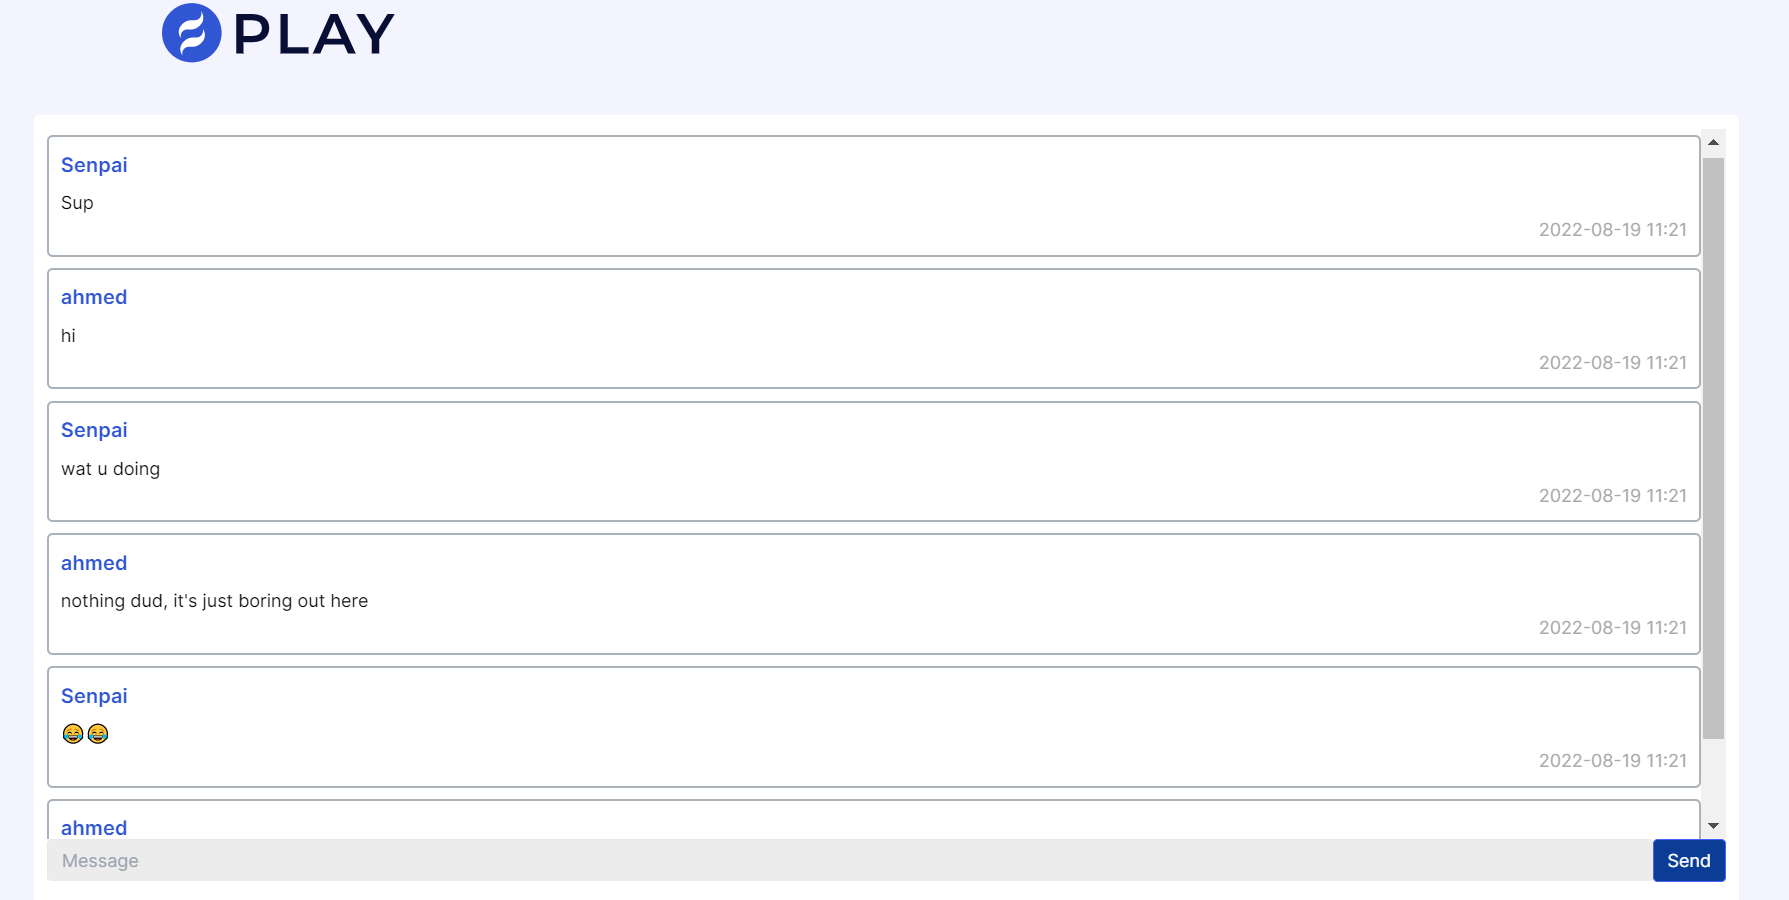 PLAY
Senpai
Sup
2022-08-19 11:21
ahmed
hi
2022-08-19 11:21
Senpai
wat u doing
2022-08-19 11:21
ahmed
nothing dud, it's just boring out here
2022-08-19 11:21
Senpai
😂😂
2022-08-19 11:21
ahmed
Message
Send